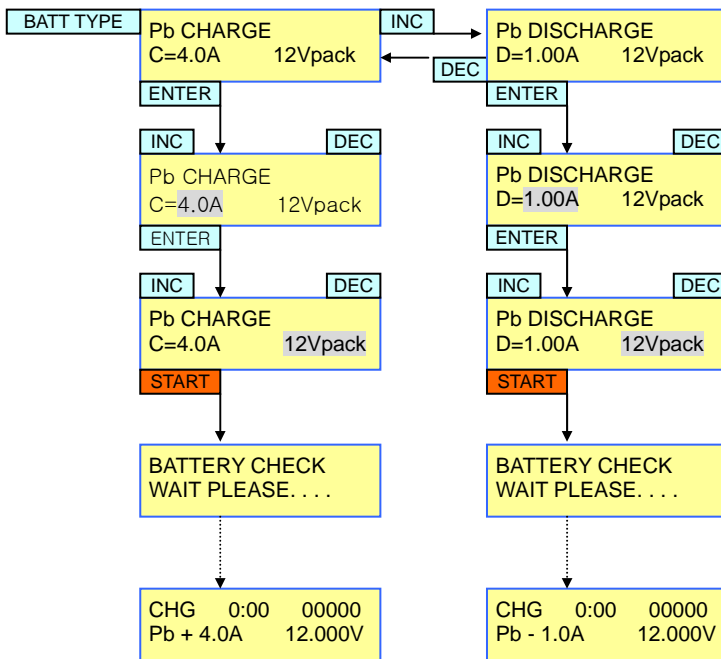 BATT TYPE
Pb CHARGE
C=4.0A 12Vpack
INC
DEC
Pb DISCHARGE
D=1.00A 12Vpack
ENTER
ENTER
INC DEC
Pb CHARGE
C=4.0A 12Vpack
ENTER
INC DEC
Pb DISCHARGE
D=1.00A 12Vpack
ENTER
INC DEC
Pb CHARGE
C=4.0A 12Vpack
START
INC DEC
Pb DISCHARGE
D=1.00A 12Vpack
START
BATTERY CHECK
WAIT PLEASE. . . .
BATTERY CHECK
WAIT PLEASE. . . .
CHG 0:00 00000
Pb + 4.0A 12.000V
CHG 0:00 00000
Pb - 1.0A 12.000V